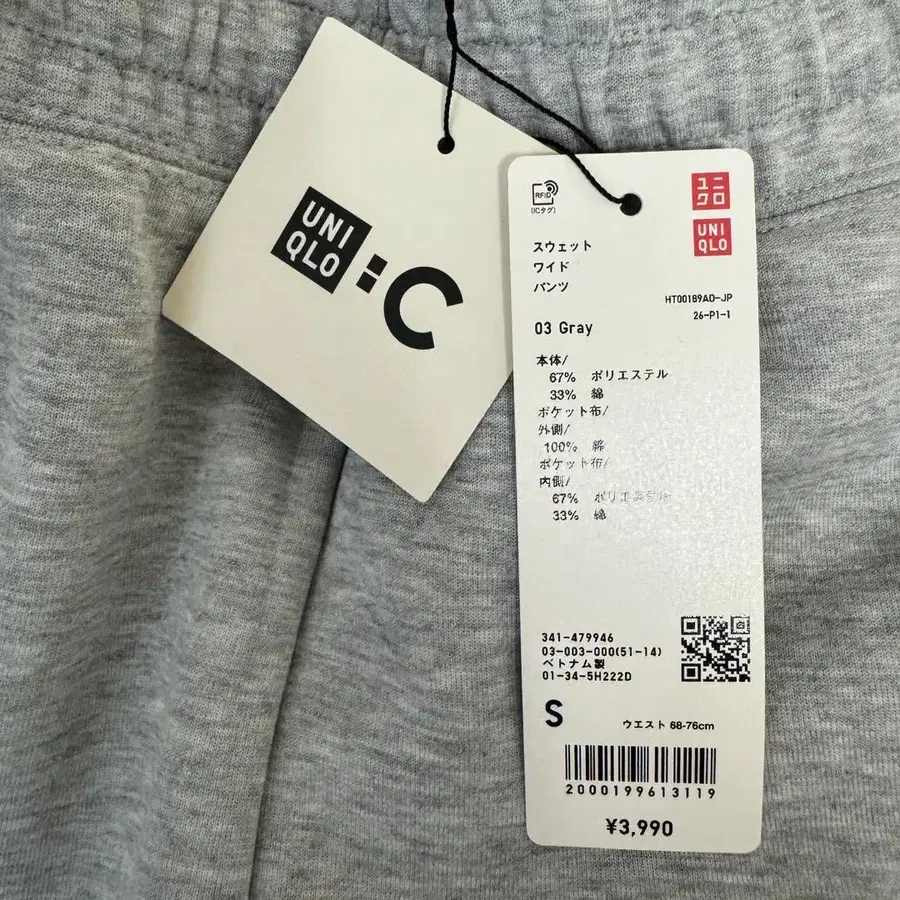 UNI
QLO
:C
RFID
(ICタグ)
ユニ
クロ
UNI
QLO
スウェット
ワイド
パンツ
HT00189AD-JP
26-P1-1
03 Gray
本体/
67% ポリエステル
33% 綿
ポケット布/
外側/
100% 綿
ポケット布/
内側/
67% ポリエステル
33% 綿
341-479946
03-003-000(51-14)
ベトナム製
01-34-5H222D
S
ウエスト 68-76cm
2000199613119
¥3,990